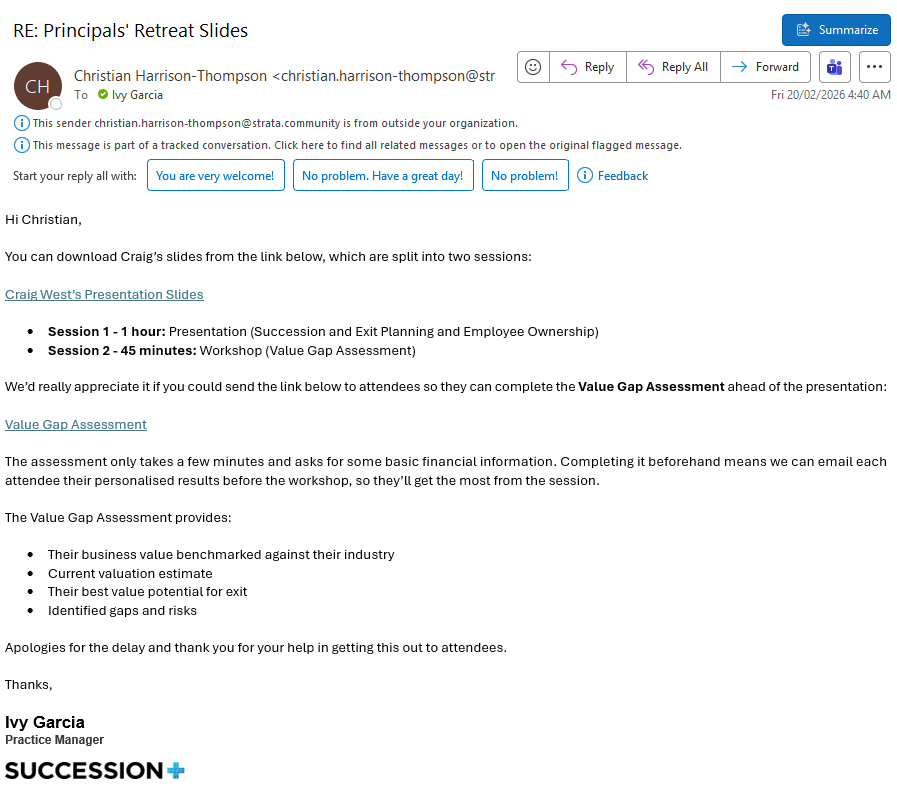 RE: Principals' Retreat Slides
Summarize
CH
Christian Harrison-Thompson <christian.harrison-thompson@str
Reply
Reply All
Forward
To Ivy Garcia
Fri 20/02/2026 4:40 AM
This sender christian.harrison-thompson@strata.community is from outside your organization.
This message is part of a tracked conversation. Click here to find all related messages or to open the original flagged message.
Start your reply all with: You are very welcome! No problem. Have a great day! No problem! Feedback
Hi Christian,
You can download Craig's slides from the link below, which are split into two sessions:
Craig West's Presentation Slides
• Session 1 - 1 hour: Presentation (Succession and Exit Planning and Employee Ownership)
• Session 2 - 45 minutes: Workshop (Value Gap Assessment)
We'd really appreciate it if you could send the link below to attendees so they can complete the Value Gap Assessment ahead of the presentation:
Value Gap Assessment
The assessment only takes a few minutes and asks for some basic financial information. Completing it beforehand means we can email each
attendee their personalised results before the workshop, so they'll get the most from the session.
The Value Gap Assessment provides:
• Their business value benchmarked against their industry
• Current valuation estimate
• Their best value potential for exit
• Identified gaps and risks
Apologies for the delay and thank you for your help in getting this out to attendees.
Thanks,
Ivy Garcia
Practice Manager
SUCCESSION+